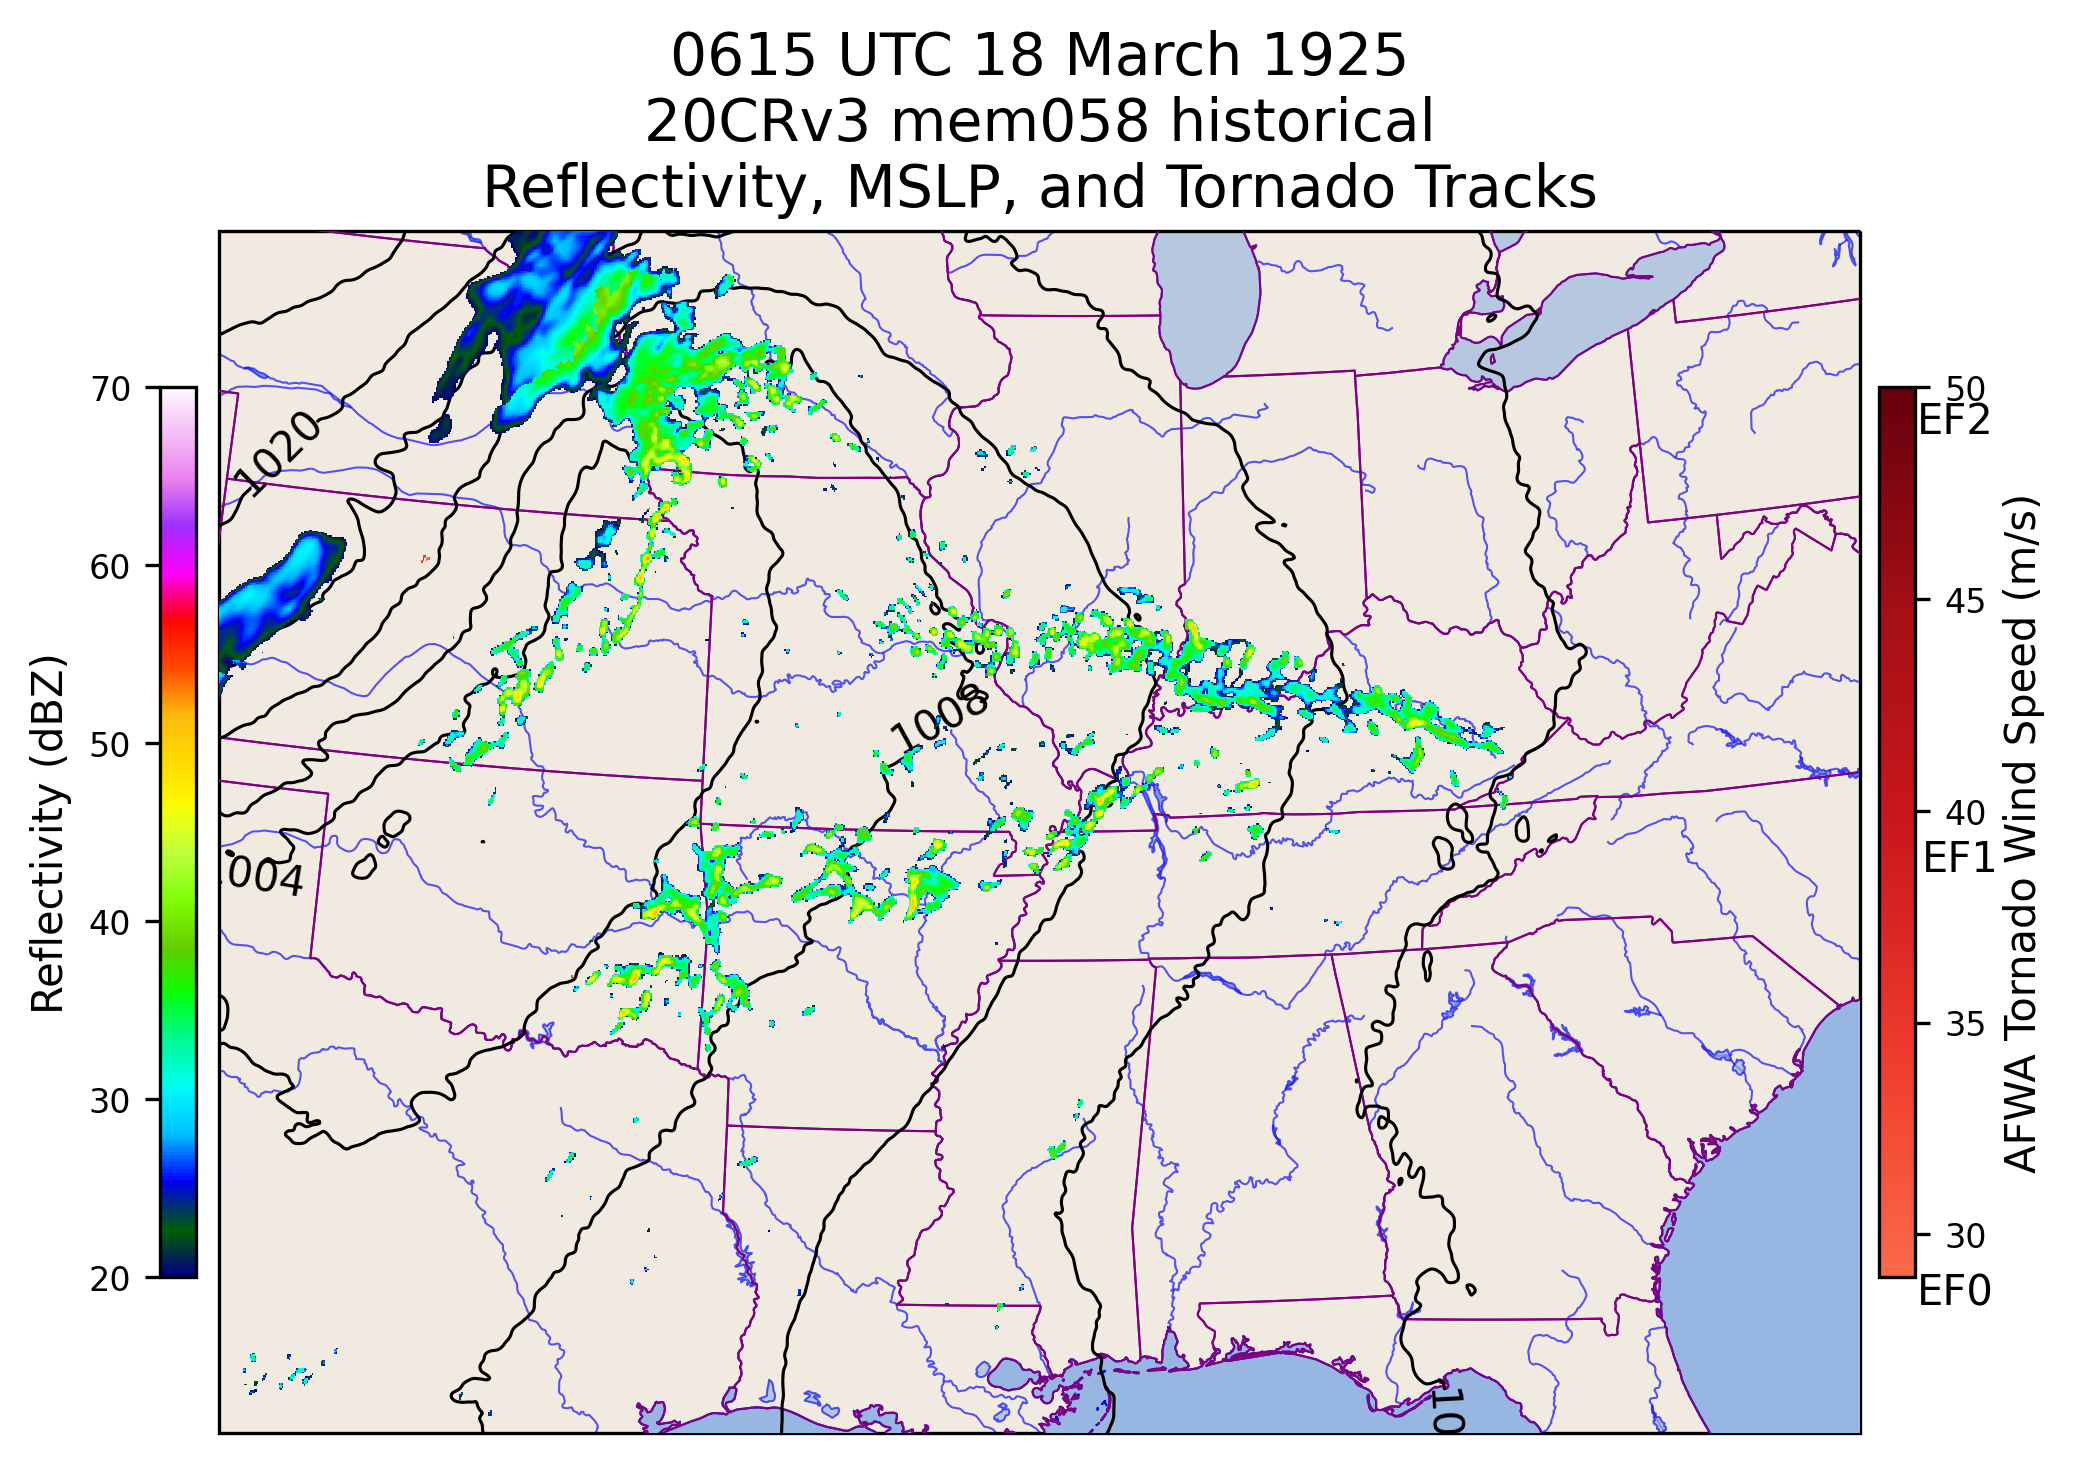 0615 UTC 18 March 1925
20CRv3 mem058 historical
Reflectivity, MSLP, and Tornado Tracks
Reflectivity (dBZ)
70
60
50
40
30
20
1020
1008
004
10
50
EF2
45
40
EF1
35
30
EF0
AFWA Tornado Wind Speed (m/s)